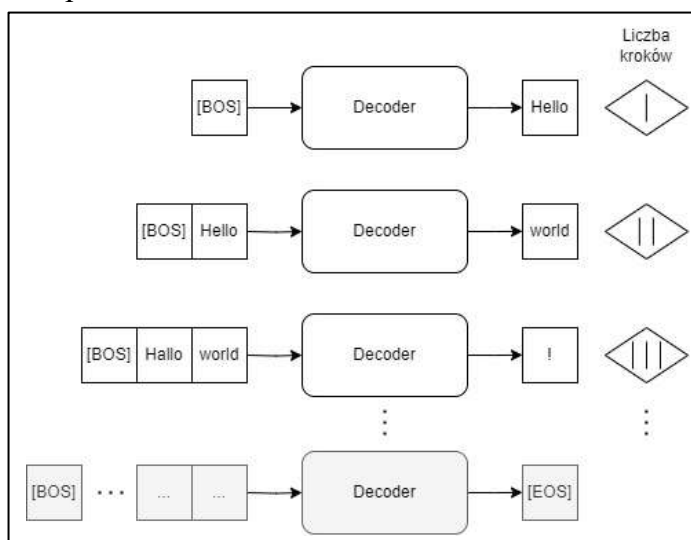 Liczba
kroków
[BOS] Decoder Hello |
[BOS] Hello Decoder world ||
[BOS] Hallo world Decoder ! |||
[BOS] ... ... ... Decoder [EOS]